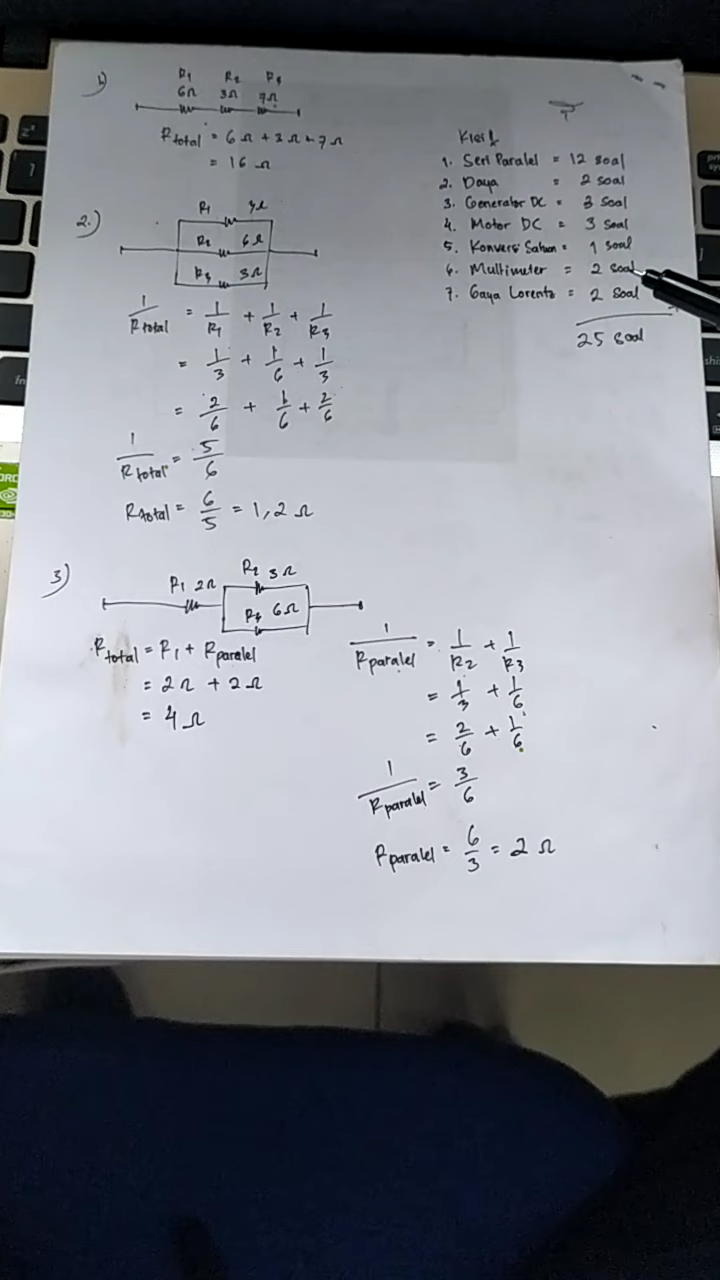 1)
R1 R2 R3
6Ω 3Ω 7Ω
Rtotal = 6Ω + 3Ω + 7Ω
= 16 Ω
2.)
R1 3Ω
R2 6Ω
R3 3Ω
1/Rtotal = 1/R1 + 1/R2 + 1/R3
= 1/3 + 1/6 + 1/3
= 2/6 + 1/6 + 2/6
1/Rtotal = 5/6
Rtotal = 6/5 = 1,2 Ω
3)
R1 2Ω
R2 3Ω
R3 6Ω
Rtotal = R1 + Rparalel
= 2Ω + 2Ω
= 4Ω
1/Rparalel = 1/R2 + 1/R3
= 1/3 + 1/6
= 2/6 + 1/6
1/Rparalel = 3/6
Rparalel = 6/3 = 2 Ω
1. Seri Paralel = 12 soal
2. Daya = 2 soal
3. Generator DC = 3 soal
4. Motor DC = 3 soal
5. Konversi Satuan = 1 soal
6. Multimeter = 2 soal
7. Gaya Lorentz = 2 soal
25 soal